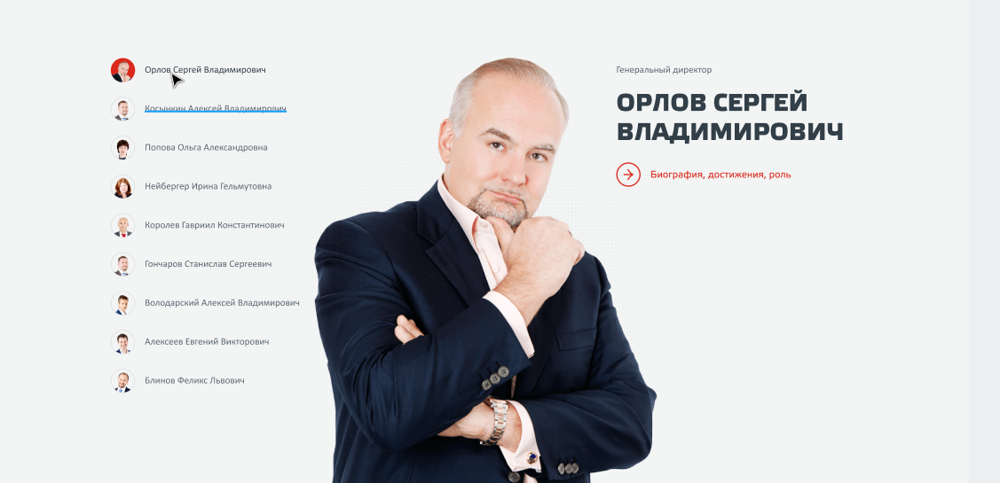 Орлов Сергей Владимирович
Косынкин Алексей Владимирович
Попова Ольга Александровна
Нейбергер Ирина Гельмутовна
Королев Гавриил Константинович
Гончаров Станислав Сергеевич
Володарский Алексей Владимирович
Алексеев Евгений Викторович
Блинов Феликс Львович
Генеральный директор
ОРЛОВ СЕРГЕЙ
ВЛАДИМИРОВИЧ
Биография, достижения, роль